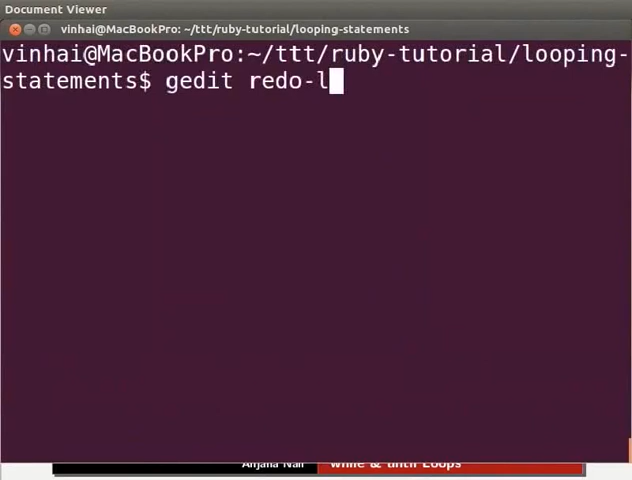 Document Viewer
vinhai@MacBookPro: ~/ttt/ruby-tutorial/looping-statements
vinhai@MacBookPro:~/ttt/ruby-tutorial/looping-
statements$ gedit redo-l
Anjana Nair while & until Loops